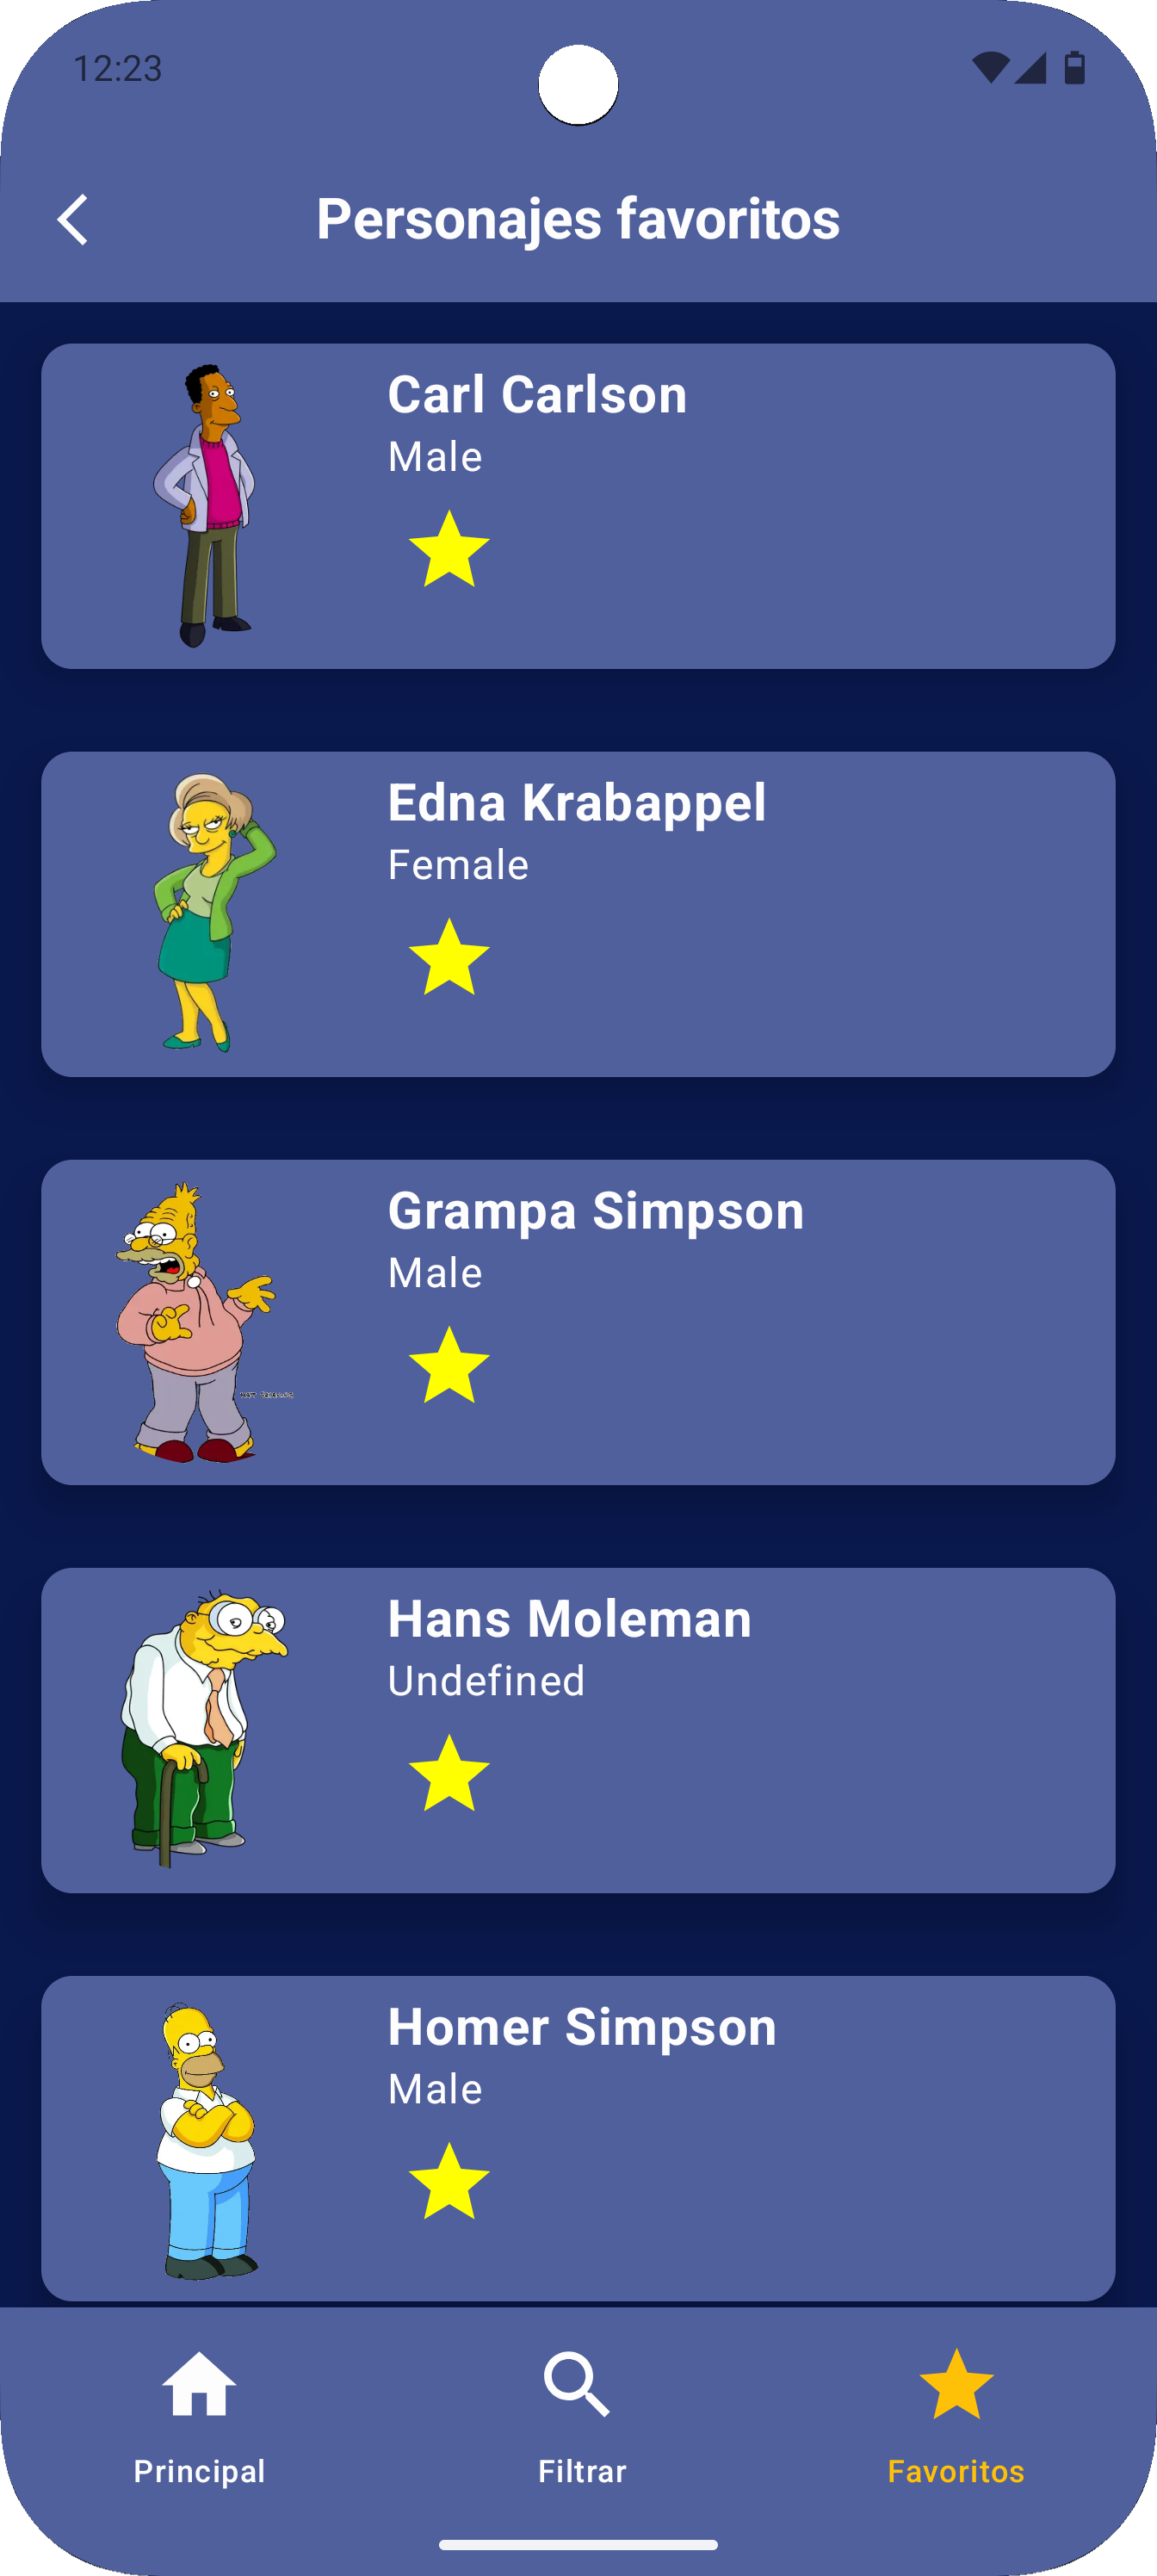 12:23
Personajes favoritos
Carl Carlson
Male
Edna Krabappel
Female
Grampa Simpson
Male
Hans Moleman
Undefined
Homer Simpson
Male
Principal
Filtrar
Favoritos